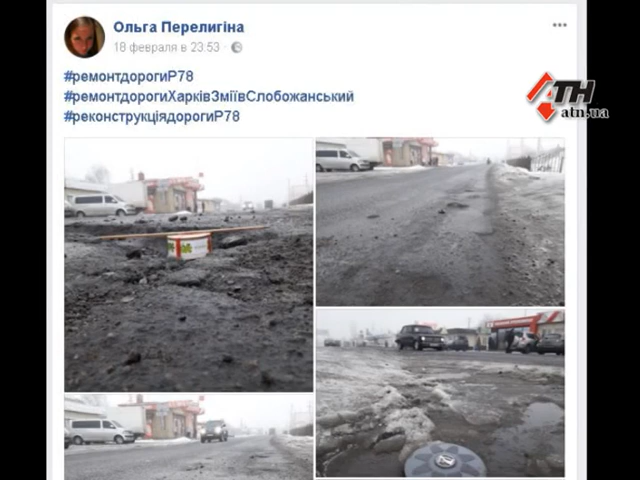 Ольга Перелигіна
18 февраля в 23:53
#ремонтдорогиР78
#ремонтдорогиХарківЗміївСлобожанський
#реконструкціядорогиР78
АТН
atn.ua